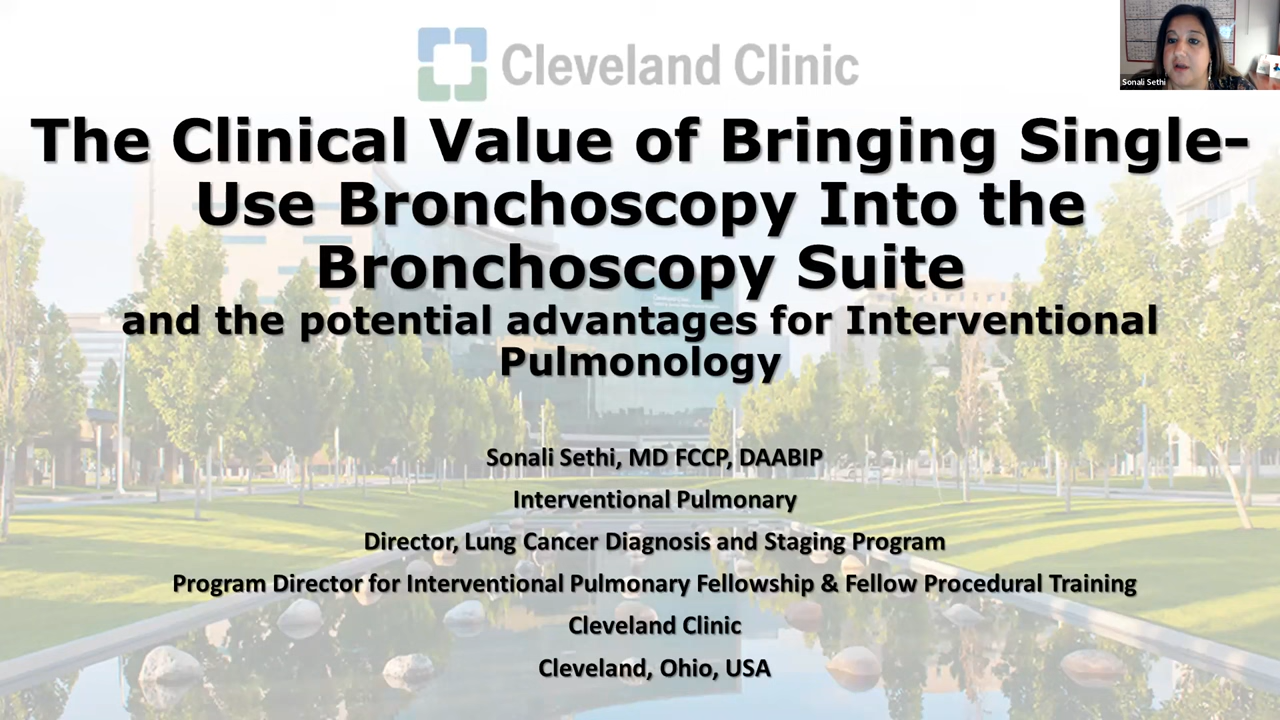 Cleveland Clinic
Sonali Sethi
The Clinical Value of Bringing Single-
Use Bronchoscopy Into the
Bronchoscopy Suite
and the potential advantages for Interventional
Pulmonology
Sonali Sethi, MD FCCP, DAABIP
Interventional Pulmonary
Director, Lung Cancer Diagnosis and Staging Program
Program Director for Interventional Pulmonary Fellowship & Fellow Procedural Training
Cleveland Clinic
Cleveland, Ohio, USA